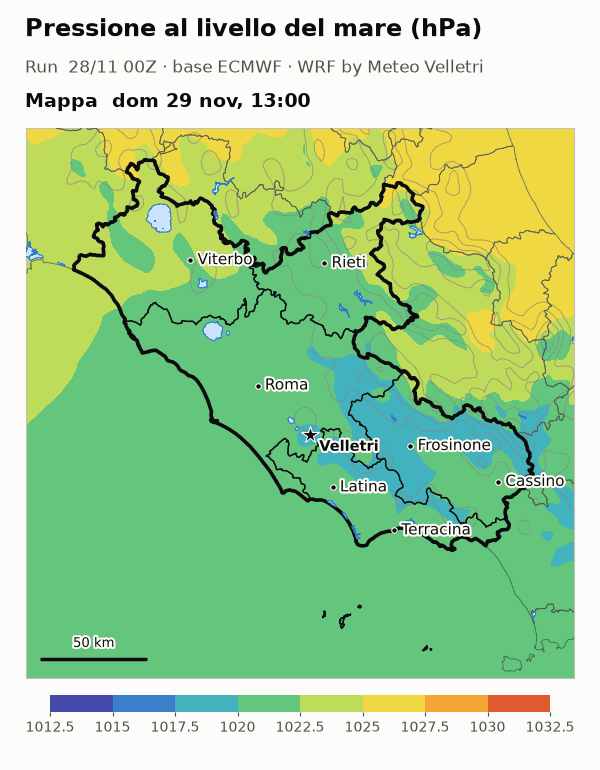 Pressione al livello del mare (hPa)
Run 28/11 00Z · base ECMWF · WRF by Meteo Velletri
Mappa dom 29 nov, 13:00
Viterbo
Rieti
Roma
Velletri
Frosinone
Cassino
Latina
Terracina
50 km
1012.5 1015 1017.5 1020 1022.5 1025 1027.5 1030 1032.5